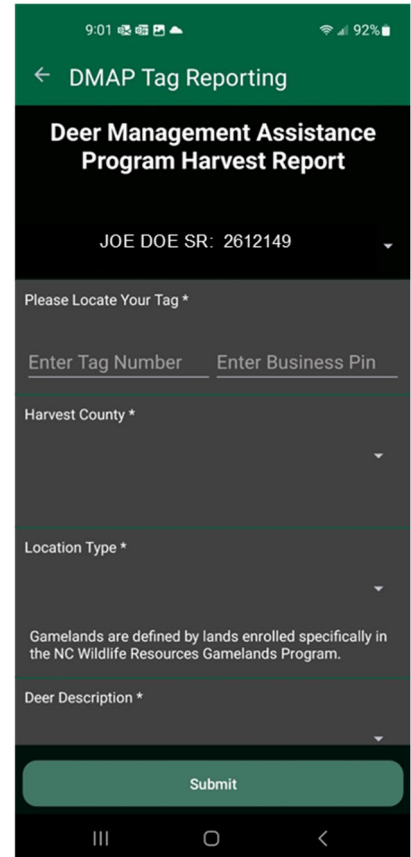 9:01
92%
DMAP Tag Reporting
Deer Management Assistance
Program Harvest Report
JOE DOE SR: 2612149
Please Locate Your Tag *
Enter Tag Number Enter Business Pin
Harvest County *
Location Type *
Gamelands are defined by lands enrolled specifically in
the NC Wildlife Resources Gamelands Program.
Deer Description *
Submit